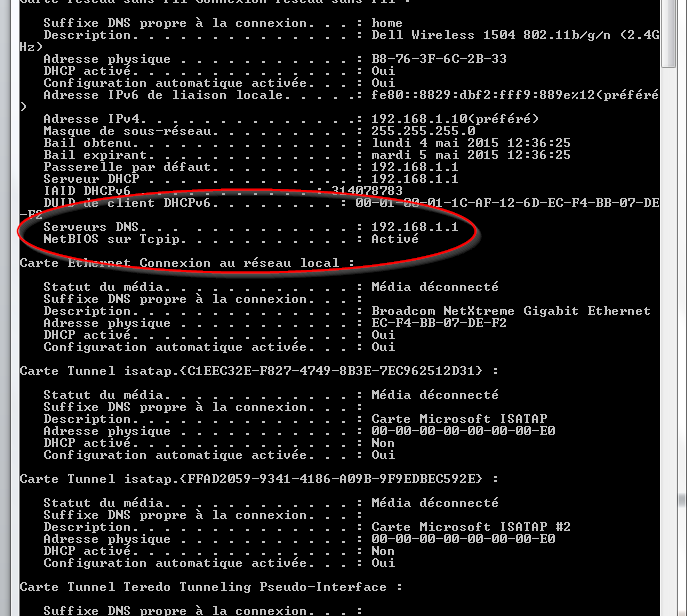 Carte réseau sans fil Connexion réseau sans fil :
Suffixe DNS propre à la connexion. . . : home
Description. . . . . . . . . . . . . . : Dell Wireless 1504 802.11b/g/n (2.4G
Hz)
Adresse physique . . . . . . . . . . . : B8-76-3F-6C-2B-33
DHCP activé. . . . . . . . . . . . . . : Oui
Configuration automatique activée. . . : Oui
Adresse IPv6 de liaison locale. . . . .: fe80::8829:dbf2:fff9:889e%12(préféré
)
Adresse IPv4. . . . . . . . . . . . . .: 192.168.1.10(préféré)
Masque de sous-réseau. . . . . . . . . : 255.255.255.0
Bail obtenu. . . . . . . . . . . . . . : lundi 4 mai 2015 12:36:25
Bail expirant. . . . . . . . . . . . . : mardi 5 mai 2015 12:36:25
Passerelle par défaut. . . . . . . . . : 192.168.1.1
Serveur DHCP . . . . . . . . . . . . . : 192.168.1.1
IAID DHCPv6 . . . . . . . . . . . : 314078783
DUID de client DHCPv6. . . . . . . . : 00-01-00-01-1C-AF-12-6D-EC-F4-BB-07-DE
-F2
Serveurs DNS. . . . . . . . . . . . . : 192.168.1.1
NetBIOS sur Tcpip. . . . . . . . . . . : Activé
Carte Ethernet Connexion au réseau local :
Statut du média. . . . . . . . . . . . : Média déconnecté
Suffixe DNS propre à la connexion. . . :
Description. . . . . . . . . . . . . . : Broadcom NetXtreme Gigabit Ethernet
Adresse physique . . . . . . . . . . . : EC-F4-BB-07-DE-F2
DHCP activé. . . . . . . . . . . . . . : Oui
Configuration automatique activée. . . : Oui
Carte Tunnel isatap.{C1EEC32E-F827-4749-8B3E-7EC962512D31} :
Statut du média. . . . . . . . . . . . : Média déconnecté
Suffixe DNS propre à la connexion. . . :
Description. . . . . . . . . . . . . . : Carte Microsoft ISATAP
Adresse physique . . . . . . . . . . . : 00-00-00-00-00-00-00-E0
DHCP activé. . . . . . . . . . . . . . : Non
Configuration automatique activée. . . : Oui
Carte Tunnel isatap.{FFAD2059-9341-4186-A09B-9F9EDBEC592E} :
Statut du média. . . . . . . . . . . . : Média déconnecté
Suffixe DNS propre à la connexion. . . :
Description. . . . . . . . . . . . . . : Carte Microsoft ISATAP #2
Adresse physique . . . . . . . . . . . : 00-00-00-00-00-00-00-E0
DHCP activé. . . . . . . . . . . . . . : Non
Configuration automatique activée. . . : Oui
Carte Tunnel Teredo Tunneling Pseudo-Interface :
Suffixe DNS propre à la connexion. . . :